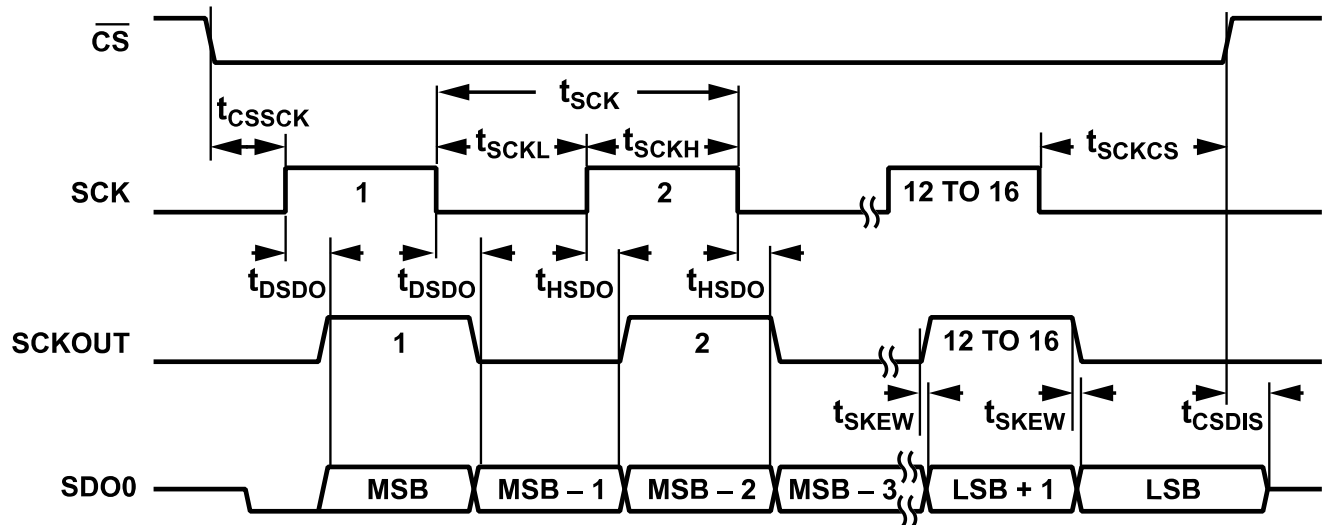 CS
tCSSCK
tSCK
tSCKL tSCKH tSCKCS
SCK 1 2 12 TO 16
tDSDO tDSDO tHSDO tHSDO
SCKOUT 1 2 12 TO 16
tSKEW tSKEW tCSDIS
SDO0 MSB MSB – 1 MSB – 2 MSB – 3 LSB + 1 LSB